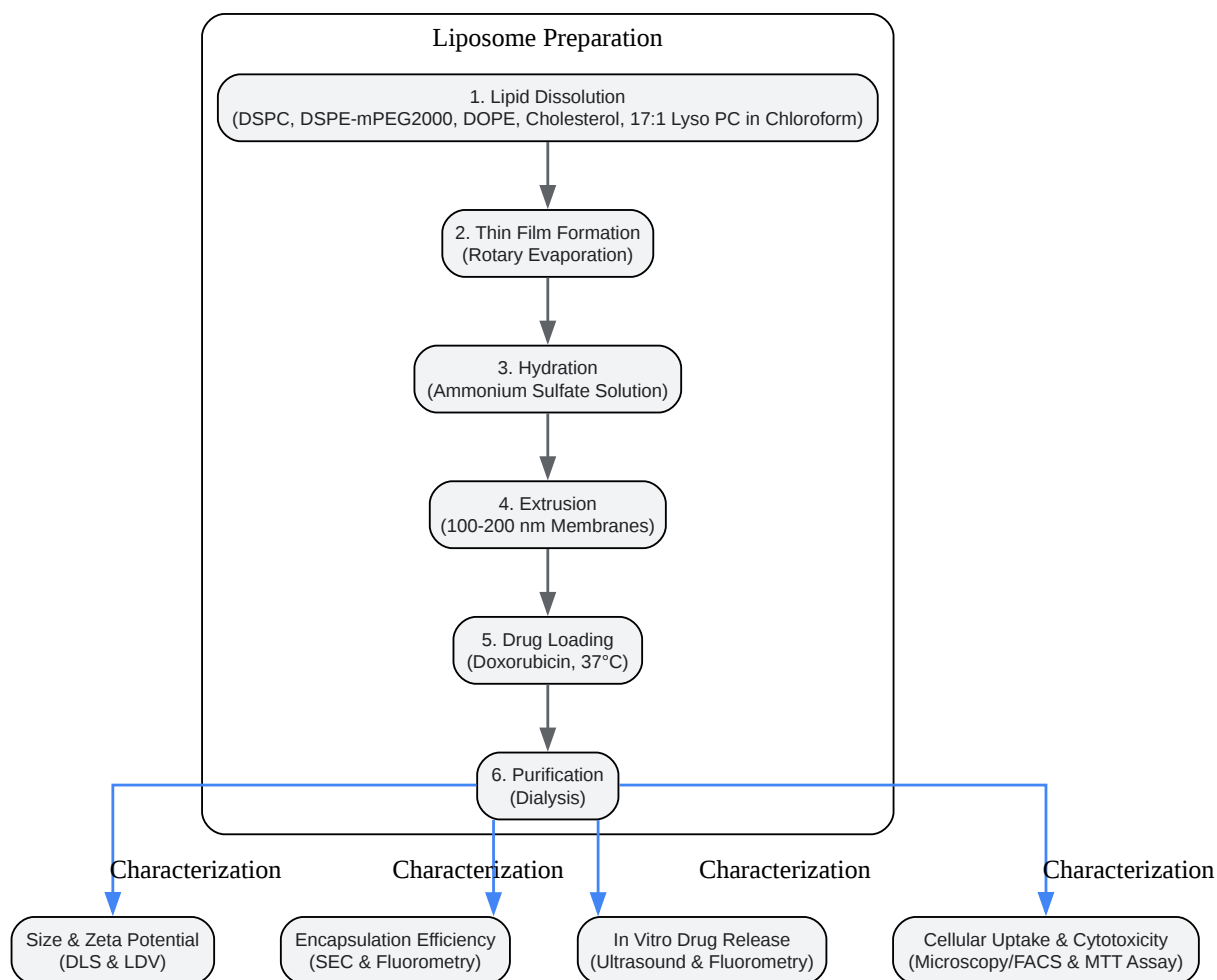 Liposome Preparation
1. Lipid Dissolution
(DSPC, DSPE-mPEG2000, DOPE, Cholesterol, 17:1 Lyso PC in Chloroform)
2. Thin Film Formation
(Rotary Evaporation)
3. Hydration
(Ammonium Sulfate Solution)
4. Extrusion
(100-200 nm Membranes)
5. Drug Loading
(Doxorubicin, 37°C)
6. Purification
(Dialysis)
Characterization
Characterization
Characterization
Characterization
Size & Zeta Potential
(DLS & LDV)
Encapsulation Efficiency
(SEC & Fluorometry)
In Vitro Drug Release
(Ultrasound & Fluorometry)
Cellular Uptake & Cytotoxicity
(Microscopy/FACS & MTT Assay)